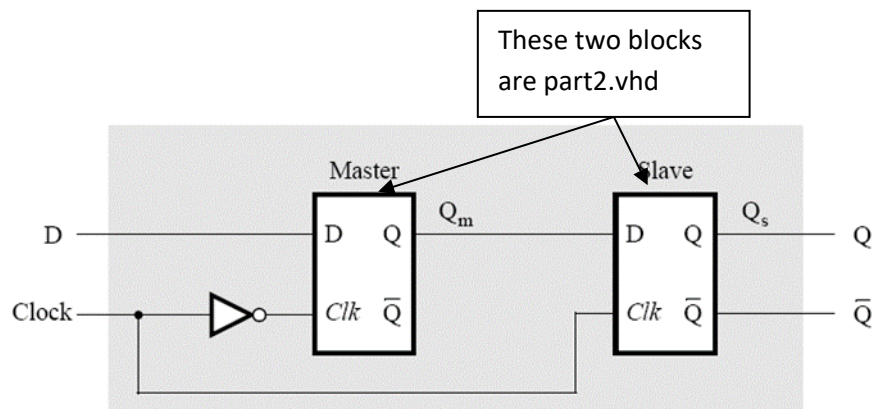 These two blocks
are part2.vhd
Master
Slave
Qm
Qs
D
D Q
D Q
Q
Clock
Clk Q̅
Clk Q̅
Q̅